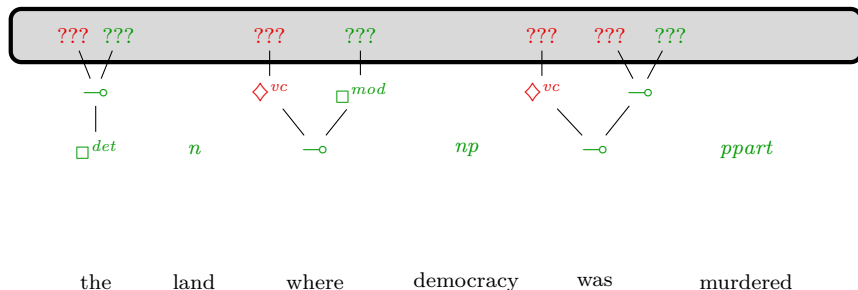 ??? ??? ??? ??? ??? ??? ???
⊸ ◇vc □mod ◇vc ⊸
□det n ⊸ np ⊸ ppart
the land where democracy was murdered